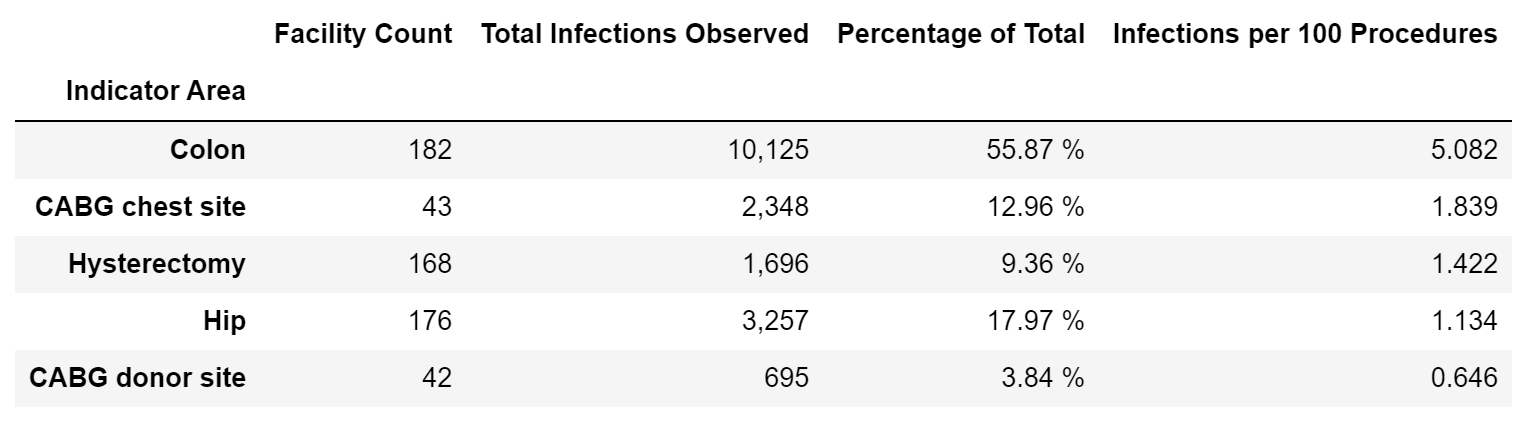 Facility Count Total Infections Observed Percentage of Total Infections per 100 Procedures
Indicator Area
Colon 182 10,125 55.87 % 5.082
CABG chest site 43 2,348 12.96 % 1.839
Hysterectomy 168 1,696 9.36 % 1.422
Hip 176 3,257 17.97 % 1.134
CABG donor site 42 695 3.84 % 0.646